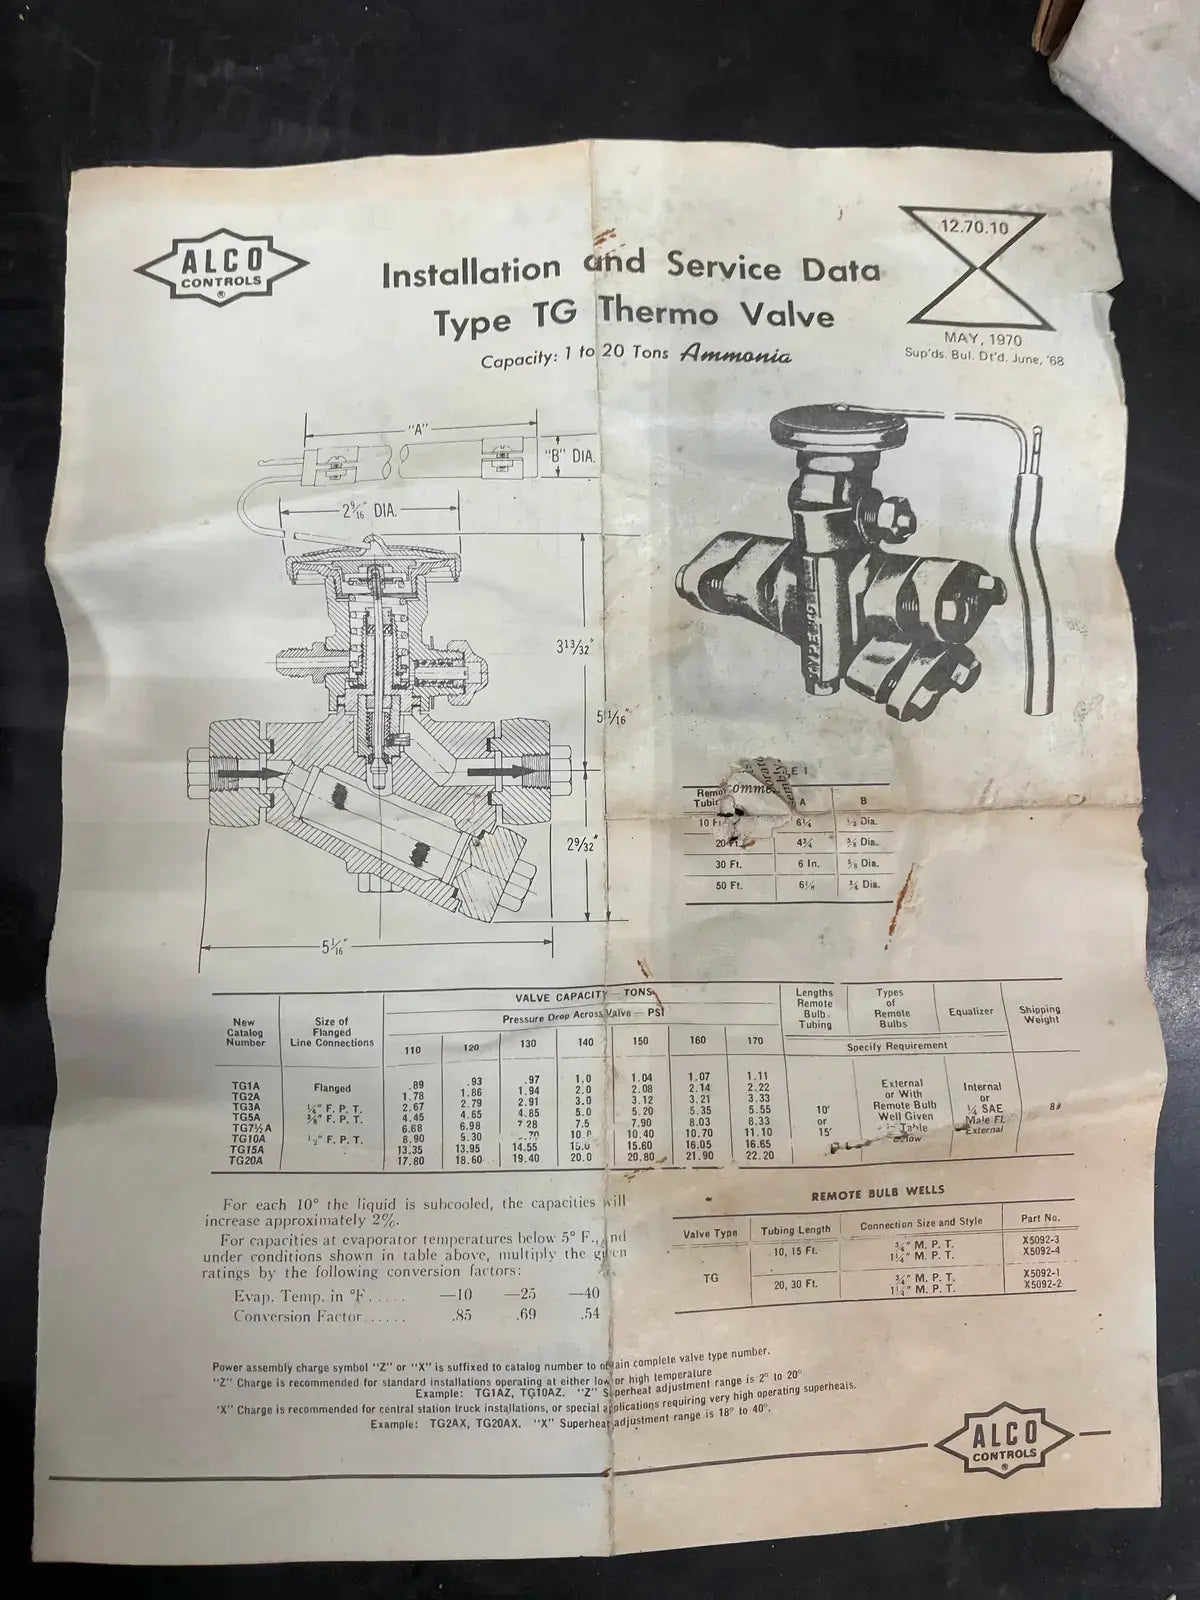 ALCO
CONTROLS
®
Installation and Service Data
Type TG Thermo Valve
Capacity: 1 to 20 Tons Ammonia
12.70.10
MAY, 1970
Sup'ds. Bul. Dt'd. June, '68
"A"
"B" DIA.
2 9/16" DIA.
3 13/32"
5 11/16"
2 9/32"
5 1/16"
TYPE
A B
10 6¼ ½ Dia.
20 Ft. 4¾ ⅝ Dia.
30 Ft. 6 In. ⅝ Dia.
50 Ft. ¾ Dia.
New Catalog Number
Size of Flanged Line Connections
VALVE CAPACITY — TONS
Pressure Drop Across Valve — PSI
110 120 130 140 150 160 170
Lengths Remote Bulb Tubing
Types of Remote Bulbs
Equalizer
Shipping Weight
Specify Requirement
TG1A Flanged .89 .93 .97 1.0 1.04 1.07 1.11
TG2A 1.78 1.86 1.94 2.0 2.08 2.14 2.22
TG3A ¼" F. P. T. 2.67 2.79 2.91 3.0 3.12 3.21 3.33
TG5A ⅜" F. P. T. 4.45 4.65 4.85 5.0 5.20 5.35 5.55
TG7½A 6.68 6.98 7 28 7.5 7.90 8.03 8.33
TG10A ½" F. P. T. 8.90 9.30 .70 10. 10.40 10.70 11.10
TG15A 13.35 13.95 14.55 15.0 15.60 16.05 16.65
TG20A 17.80 18.60 19.40 20.0 20.80 21.90 22.20
10' or 15'
External or With Remote Bulb Well Given Table Below
Internal or ¼ SAE Male Fl. External
8#
For each 10° the liquid is subcooled, the capacities will
increase approximately 2%.
For capacities at evaporator temperatures below 5° F., and
under conditions shown in table above, multiply the given
ratings by the following conversion factors:
Evap. Temp. in °F..... —10 —25 —40
Conversion Factor...... .85 .69 .54
REMOTE BULB WELLS
Valve Type Tubing Length Connection Size and Style Part No.
TG
10, 15 Ft. ¾" M. P. T. X5092-3
1¼" M. P. T. X5092-4
20, 30 Ft. ¾" M. P. T. X5092-1
1¼" M. P. T. X5092-2
Power assembly charge symbol "Z" or "X" is suffixed to catalog number to obtain complete valve type number.
"Z" Charge is recommended for standard installations operating at either low or high temperature
Example: TG1AZ, TG10AZ. "Z" Superheat adjustment range is 2° to 20°
'X" Charge is recommended for central station truck installations, or special applications requiring very high operating superheats.
Example: TG2AX, TG20AX. "X" Superheat adjustment range is 18° to 40°.
ALCO
CONTROLS
®